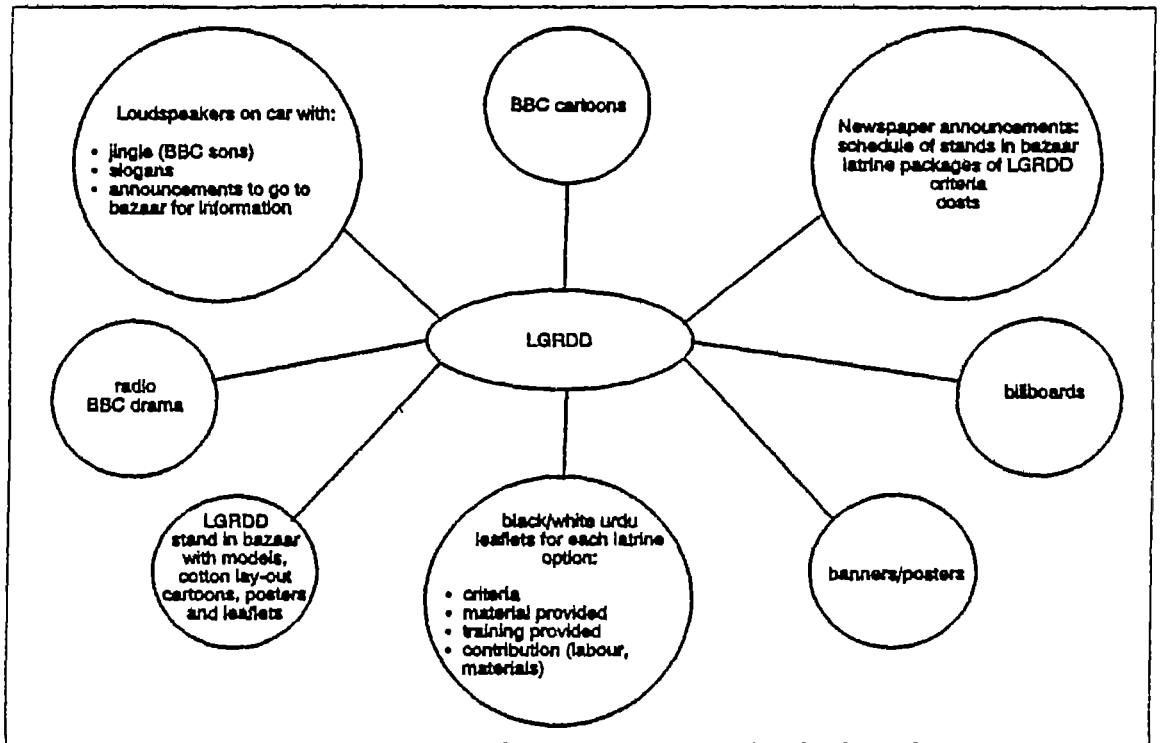 Loudspeakers on car with:
• jingle (BBC sons)
• slogans
• announcements to go to
bazaar for information
BBC cartoons
Newspaper announcements:
schedule of stands in bazaar
latrine packages of LGRDD
criteria
costs
LGRDD
radio
BBC drama
billboards
LGRDD
stand in bazaar
with models,
cotton lay-out
cartoons, posters
and leaflets
black/white urdu
leaflets for each latrine
option:
• criteria
• material provided
• training provided
• contribution (labour,
materials)
banners/posters